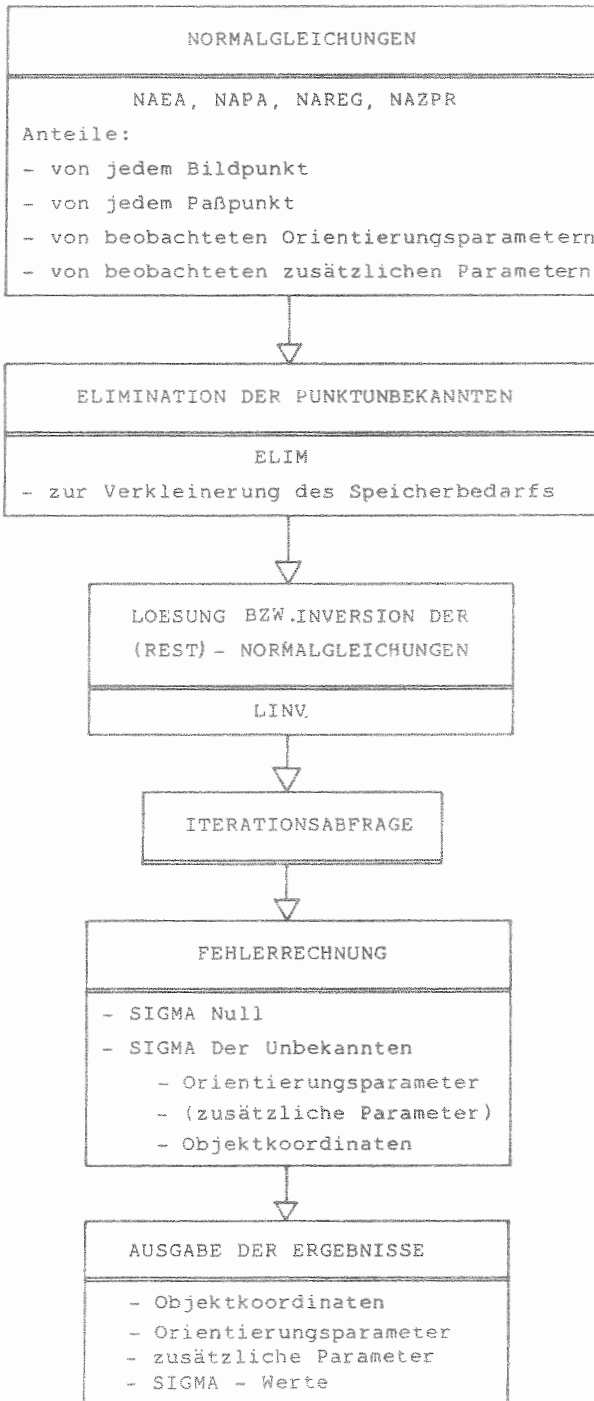 NORMALGLEICHUNGEN
NAEA, NAPA, NAREG, NAZPR
Anteile:
- von jedem Bildpunkt
- von jedem Paßpunkt
- von beobachteten Orientierungsparametern
- von beobachteten zusätzlichen Parametern
ELIMINATION DER PUNKTUNBEKANNTEN
ELIM
- zur Verkleinerung des Speicherbedarfs
LOESUNG BZW.INVERSION DER
(REST) - NORMALGLEICHUNGEN
LINV
ITERATIONSABFRAGE
FEHLERRECHNUNG
- SIGMA Null
- SIGMA Der Unbekannten
- Orientierungsparameter
- (zusätzliche Parameter)
- Objektkoordinaten
AUSGABE DER ERGEBNISSE
- Objektkoordinaten
- Orientierungsparameter
- zusätzliche Parameter
- SIGMA - Werte